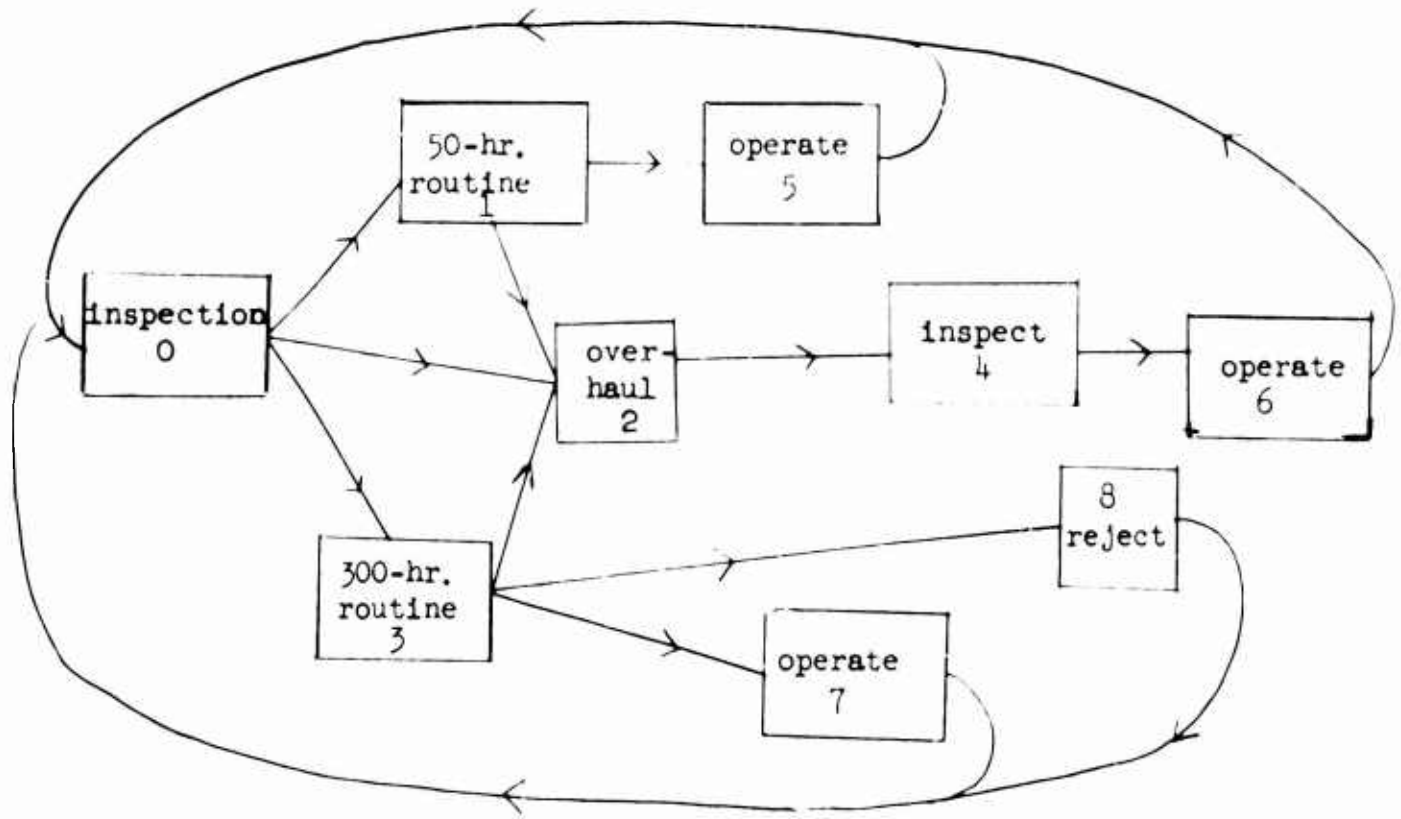 50-hr.
routine
1
operate
5
inspection
0
over-
haul
2
inspect
4
operate
6
300-hr.
routine
3
8
reject
operate
7